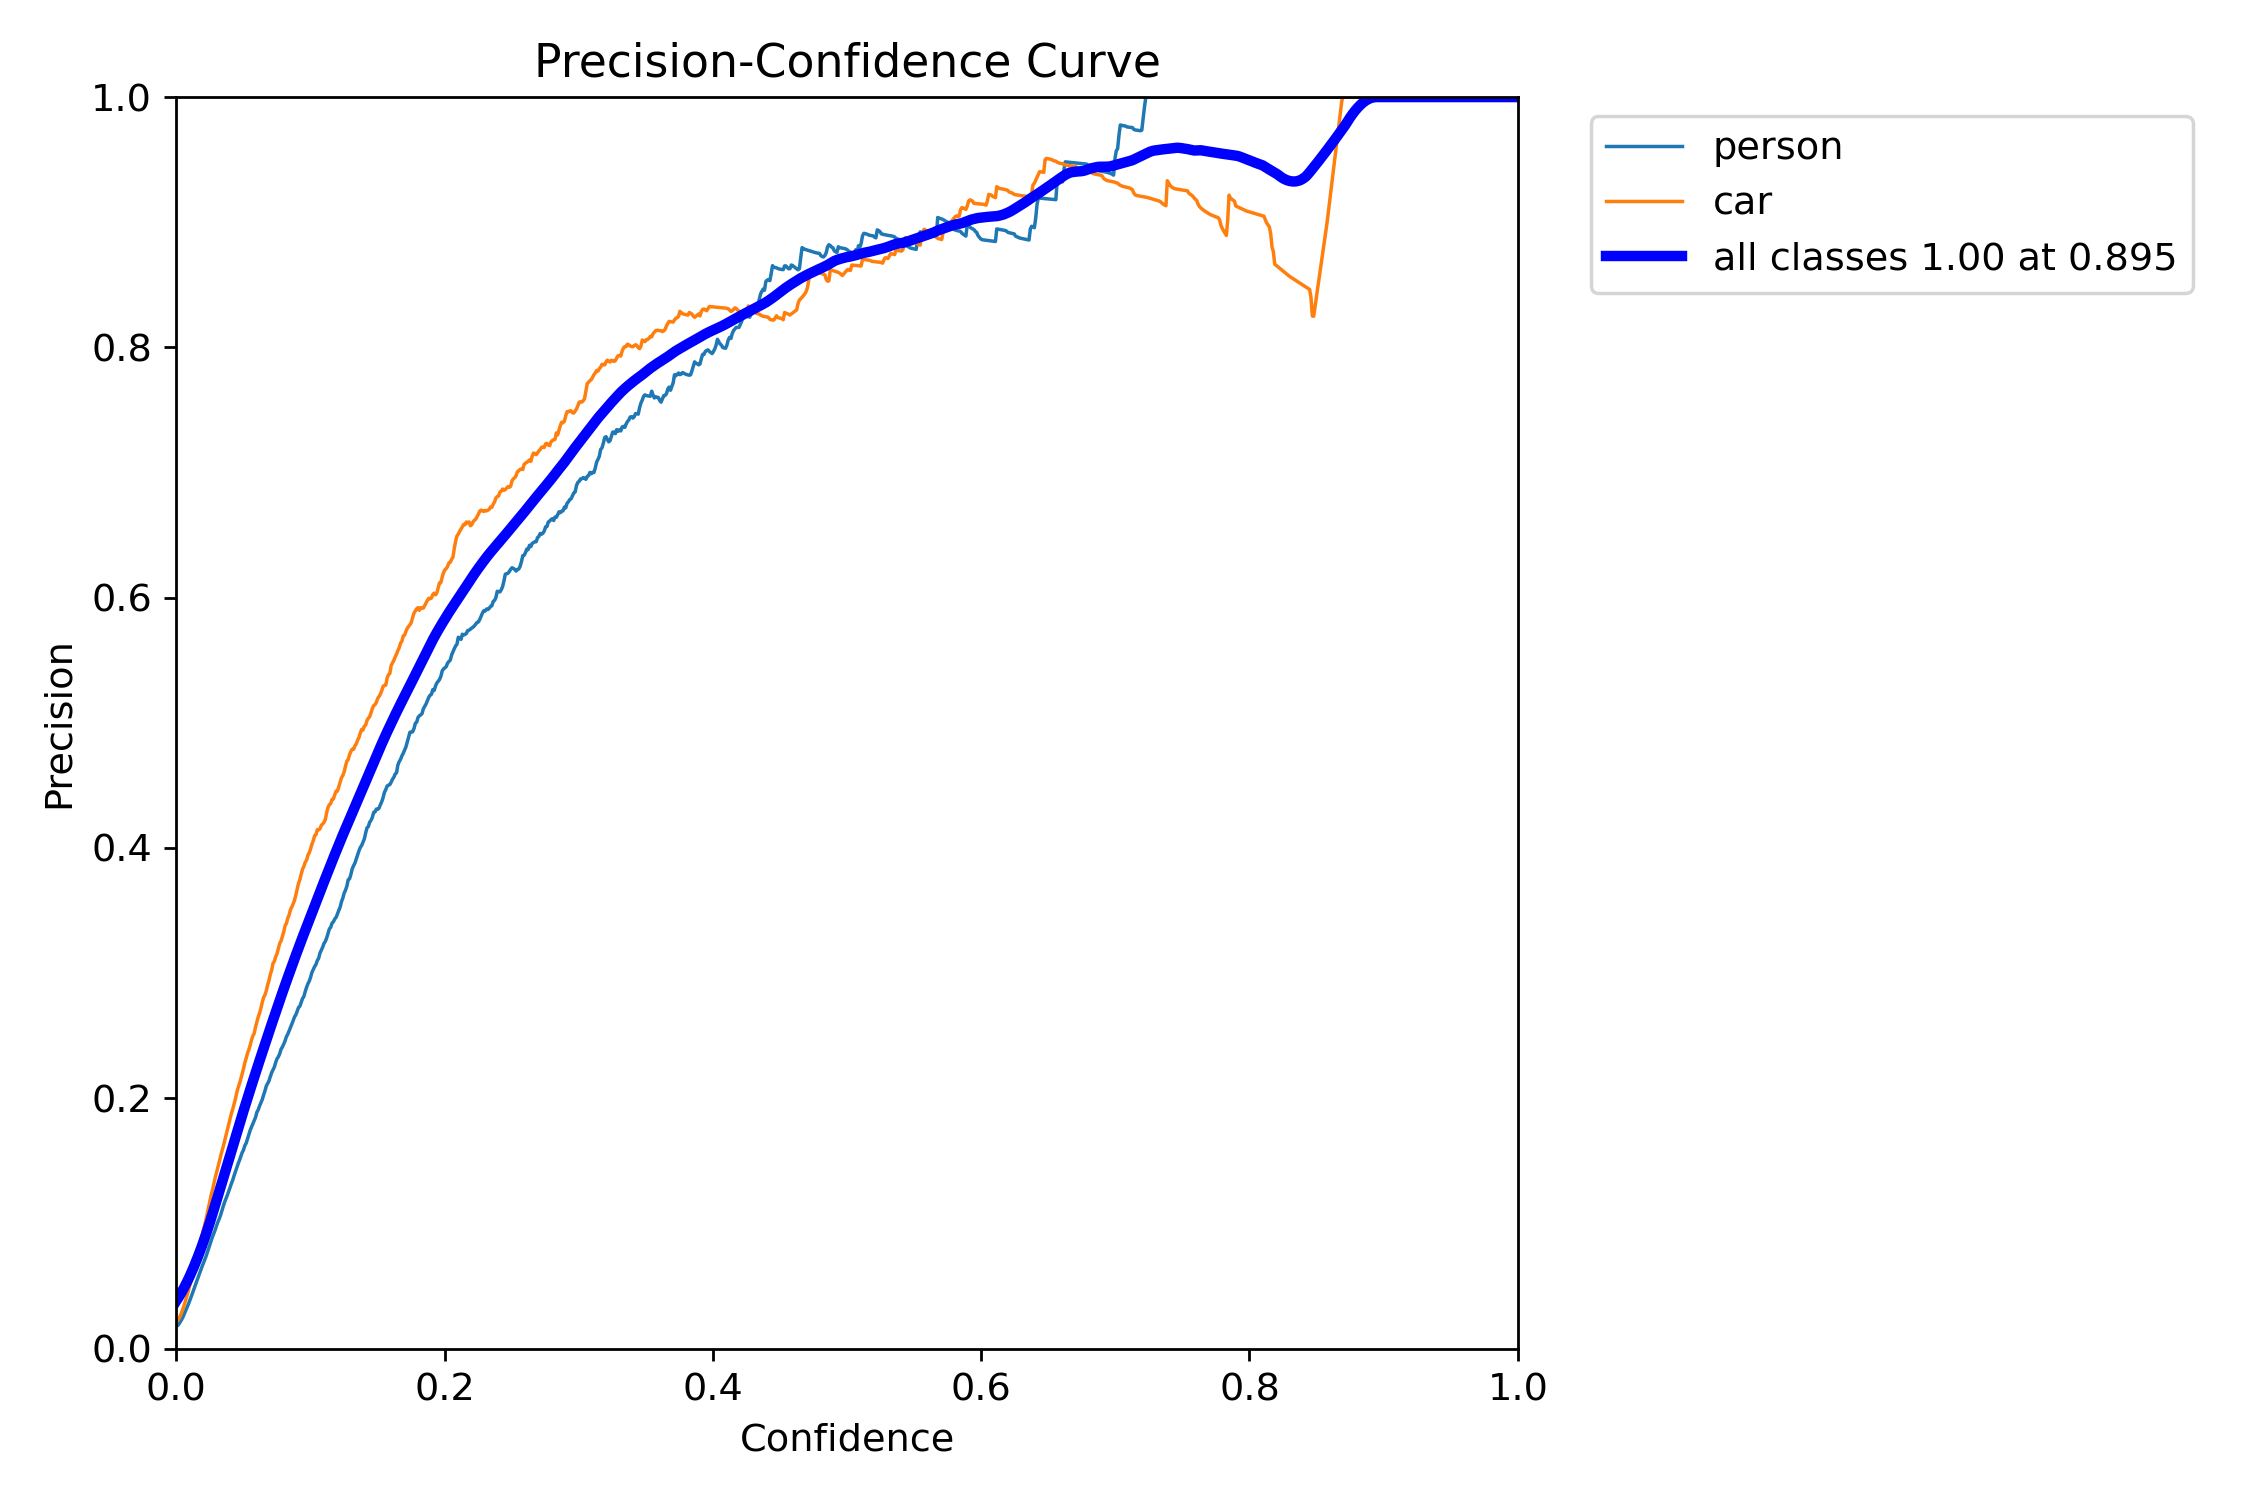 Precision-Confidence Curve
1.0
0.8
0.6
0.4
0.2
0.0
Precision
0.0 0.2 0.4 0.6 0.8 1.0
Confidence
person
car
all classes 1.00 at 0.895